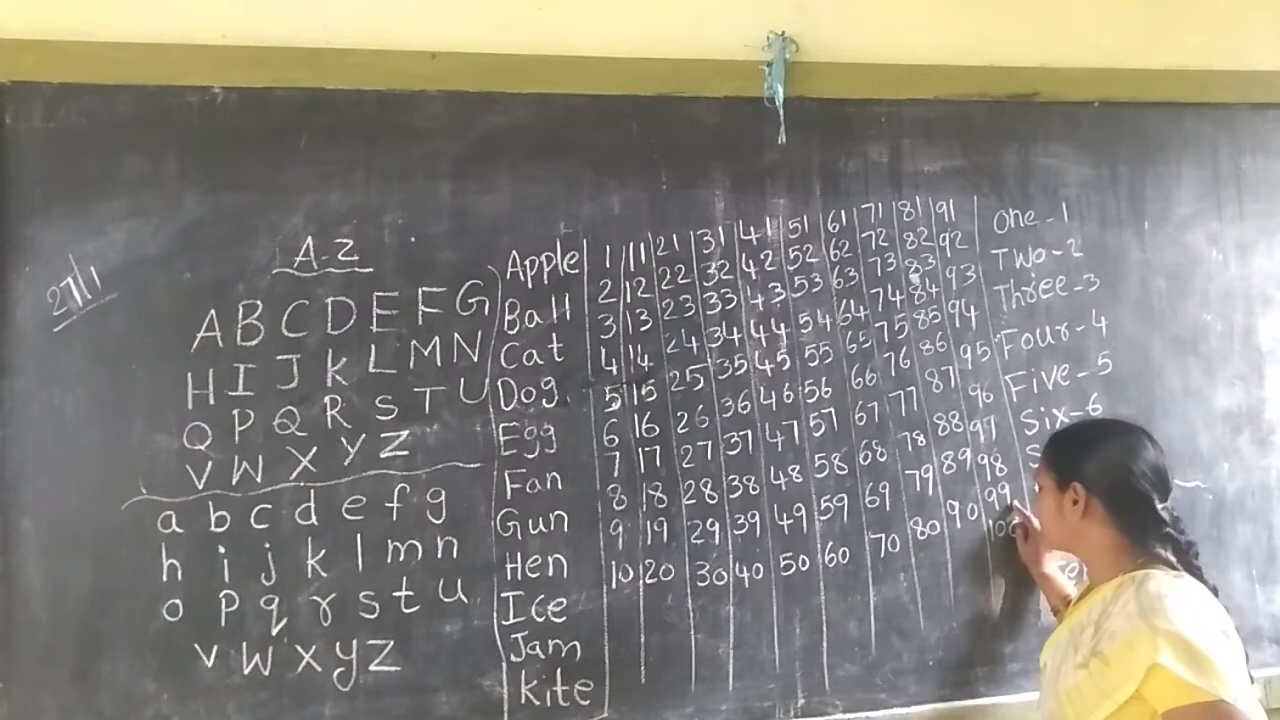 27/1
A-Z
A B C D E F G
H I J K L M N
Q P Q R S T U
V W X Y Z
a b c d e f g
h i j k l m n
o p q r s t u
v w x y z
Apple
Ball
Cat
Dog
Egg
Fan
Gun
Hen
Ice
Jam
kite
1 11 21 31 41 51 61 71 81 91
2 12 22 32 42 52 62 72 82 92
3 13 23 33 43 53 63 73 83 93
4 14 24 34 44 54 64 74 84 94
5 15 25 35 45 55 65 75 85 95
6 16 26 36 46 56 66 76 86 96
7 17 27 37 47 57 67 77 87 97
8 18 28 38 48 58 68 78 88 98
9 19 29 39 49 59 69 79 89 99
10 20 30 40 50 60 70 80 90 100
One-1
Two-2
Three-3
Four-4
Five-5
Six-6